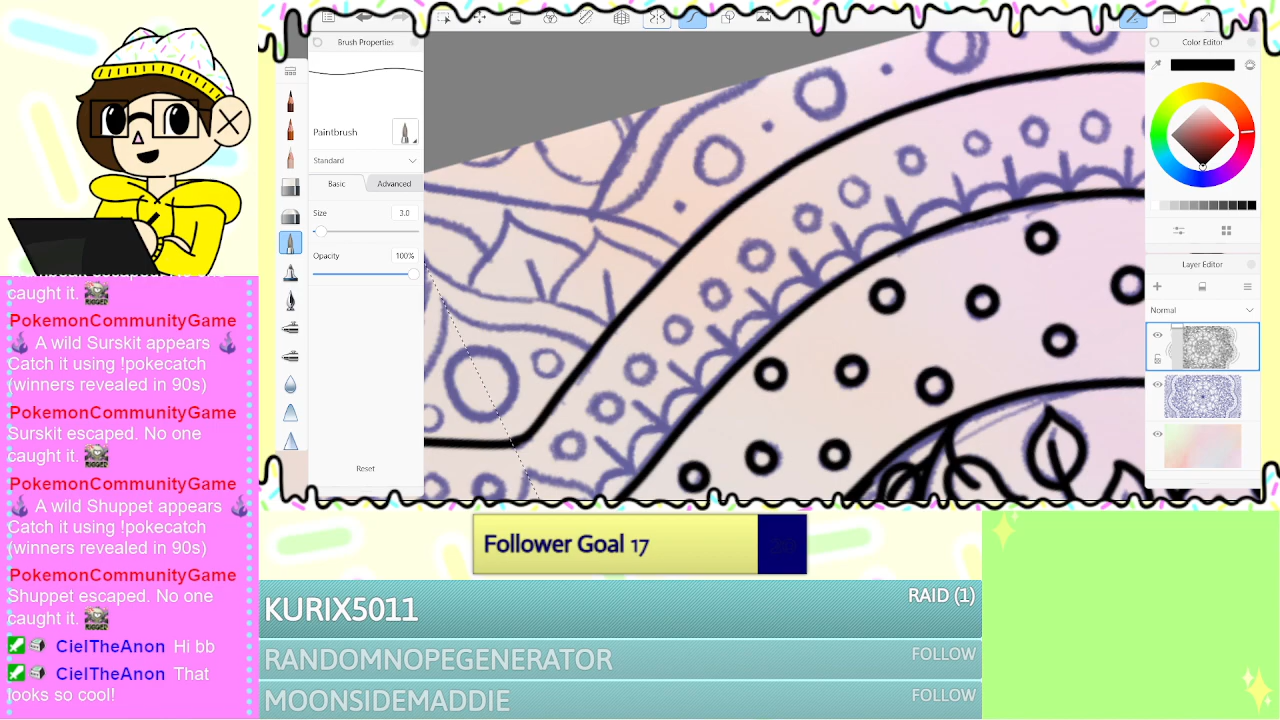 Brush Properties
Color Editor
Paintbrush
Standard
Basic
Advanced
Size
3.0
Opacity
100%
Reset
Layer Editor
Normal
caught it.
PokemonCommunityGame
A wild Surskit appears
Catch it using !pokecatch
(winners revealed in 90s)
PokemonCommunityGame
Surskit escaped. No one
caught it.
PokemonCommunityGame
A wild Shuppet appears
Catch it using !pokecatch
(winners revealed in 90s)
PokemonCommunityGame
Shuppet escaped. No one
caught it.
CielTheAnon Hi bb
CielTheAnon That
looks so cool!
Follower Goal 17
KURIX5011
RAID (1)
RANDOMNOPEGENERATOR
FOLLOW
MOONSIDEMADDIE
FOLLOW